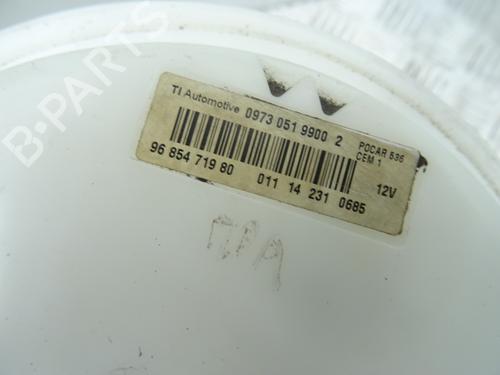 TI Automotive 0973 051 9900 2
POCAR 536
CEM 1
96 854 719 80 011 14 231 0685 12V
B-PARTS